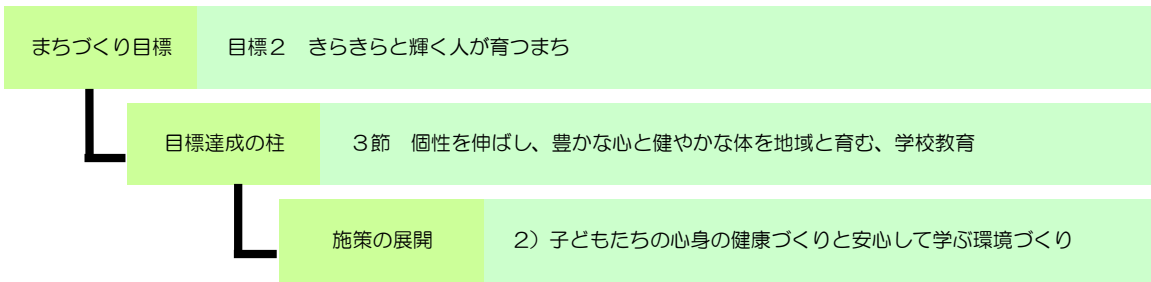 まちづくり目標　目標２　きらきらと輝く人が育つまち
目標達成の柱　３節　個性を伸ばし、豊かな心と健やかな体を地域と育む、学校教育
施策の展開　２）子どもたちの心身の健康づくりと安心して学ぶ環境づくり